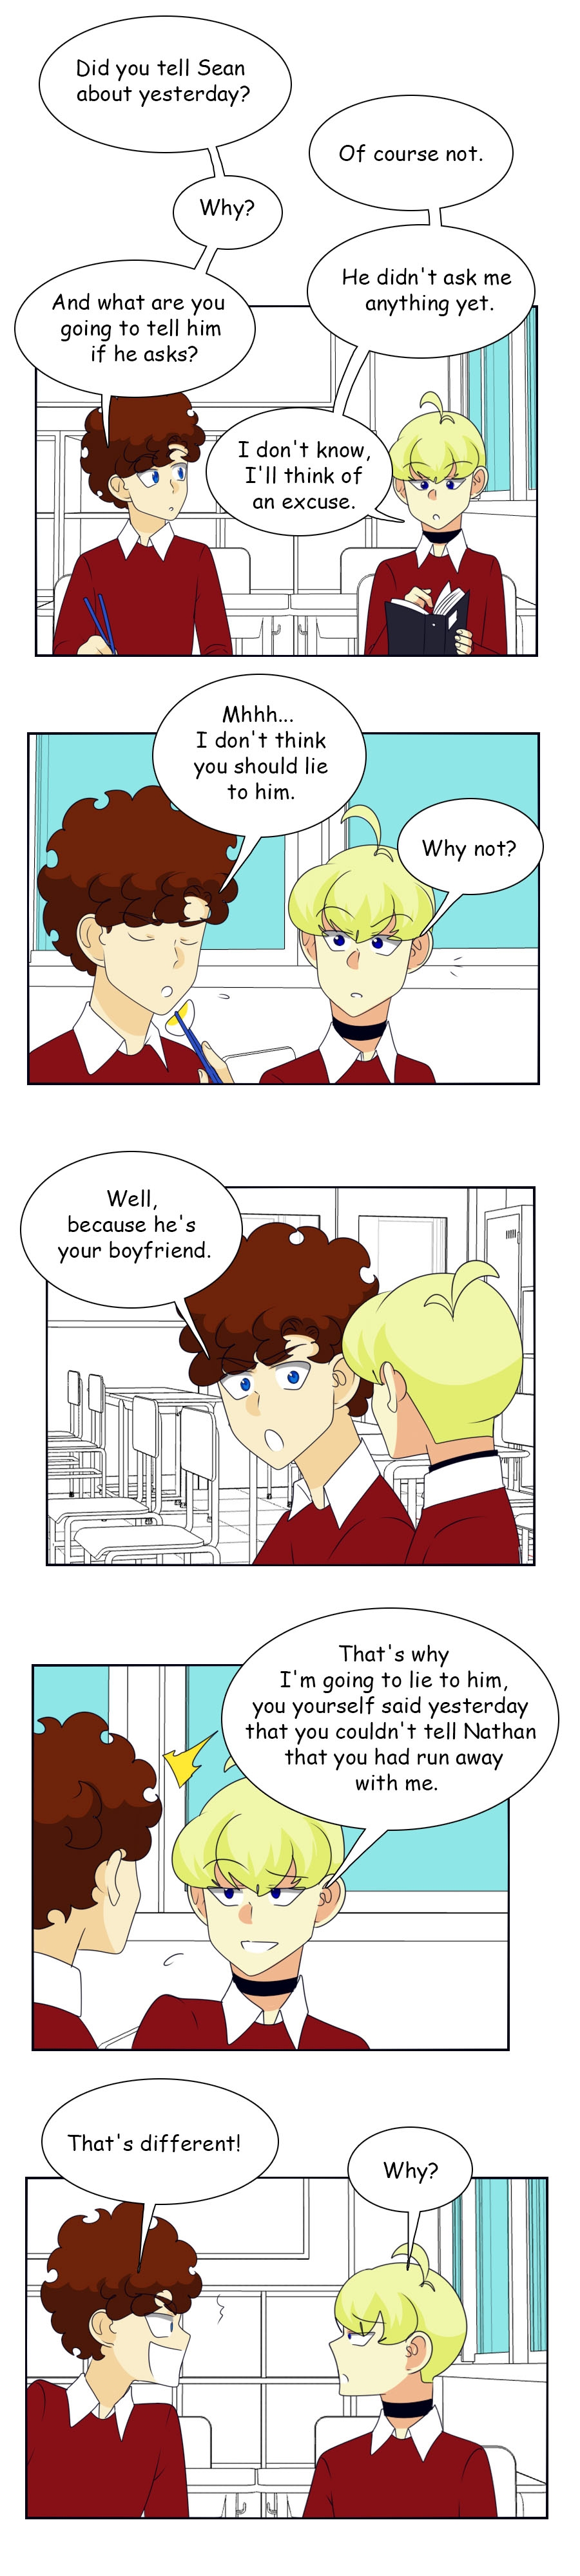 Did you tell Sean
about yesterday?
Of course not.
Why?
He didn't ask me
anything yet.
And what are you
going to tell him
if he asks?
I don't know,
I'll think of
an excuse.
Mhhh...
I don't think
you should lie
to him.
Why not?
Well,
because he's
your boyfriend.
That's why
I'm going to lie to him,
you yourself said yesterday
that you couldn't tell Nathan
that you had run away
with me.
That's different!
Why?